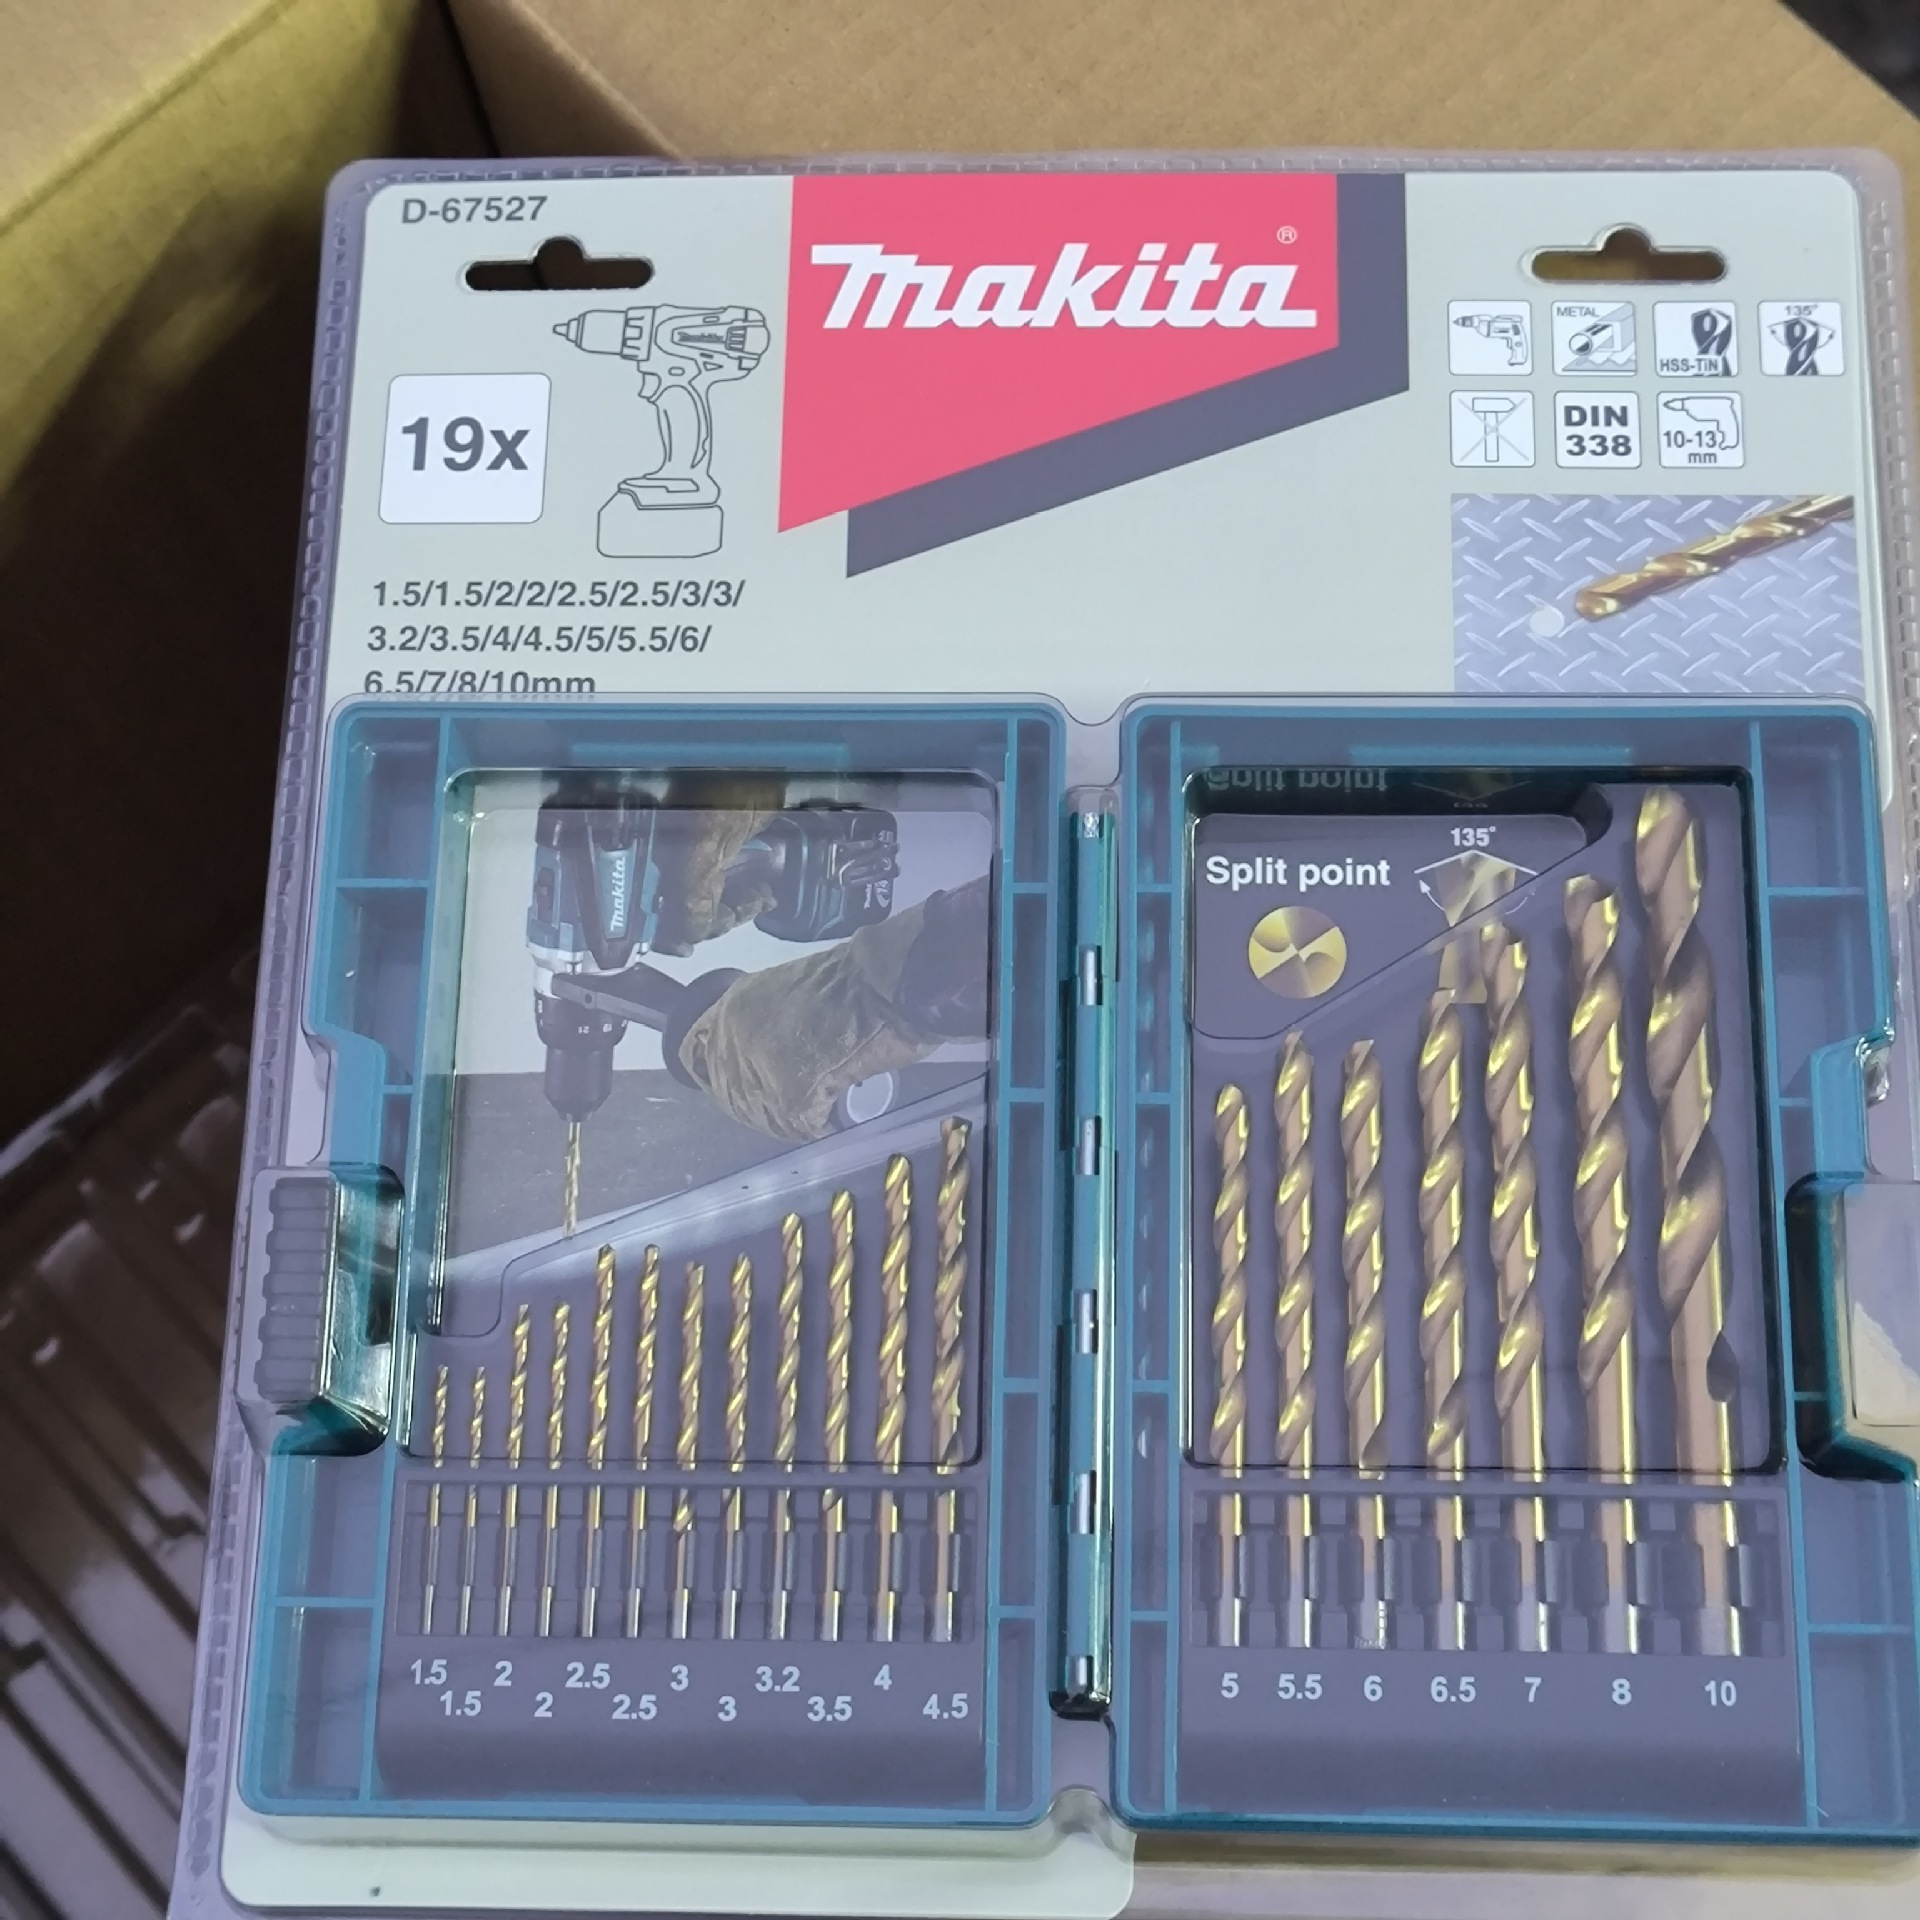 D-67527
makita®
19x
METAL
HSS-TiN
135°
DIN
338
10-13
mm
1.5/1.5/2/2/2.5/2.5/3/3/
3.2/3.5/4/4.5/5/5.5/6/
6.5/7/8/10mm
makita
Split point
135°
1.5 2 2.5 3 3.2 4
1.5 2 2.5 3 3.5 4.5
5 5.5 6 6.5 7 8 10